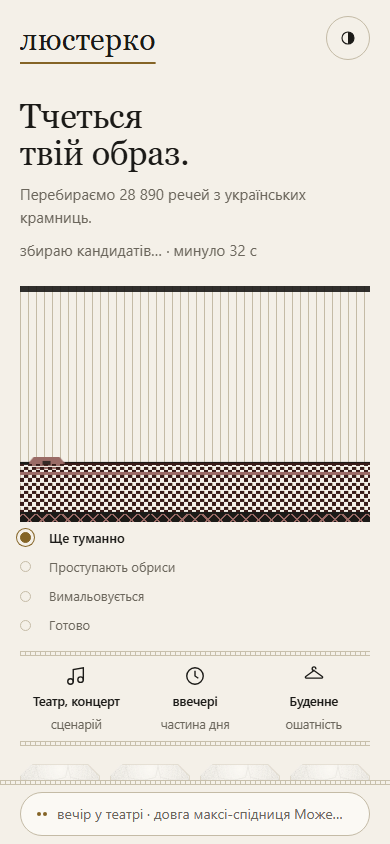 люстерко
Тчеться
твій образ.
Перебираємо 28 890 речей з українських
крамниць.
збираю кандидатів... · минуло 32 с
Ще туманно
Проступають обриси
Вимальовується
Готово
Театр, концерт
сценарій
ввечері
частина дня
Буденне
ошатність
вечір у театрі · довга максі-спідниця Може...